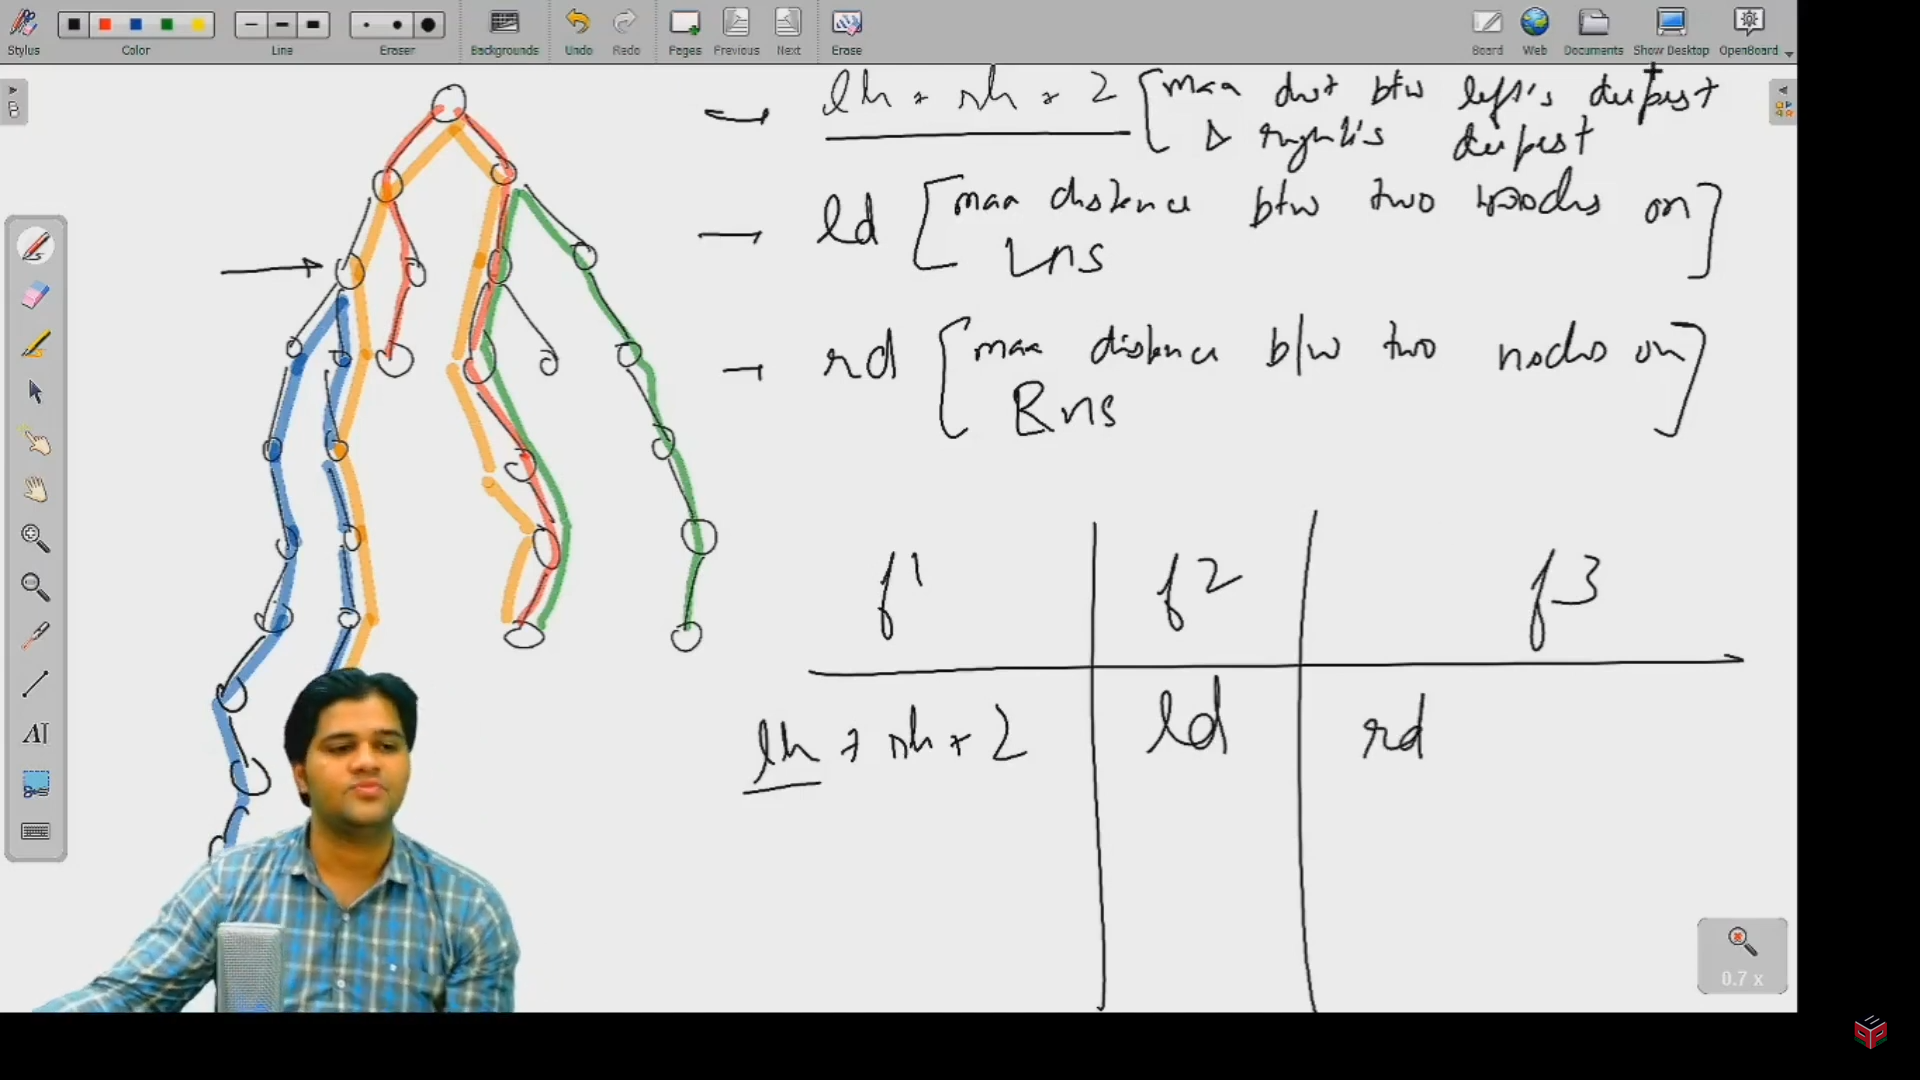 Stylus
Color
Line
Eraser
Backgrounds
Undo
Redo
Pages
Previous
Next
Erase
Board
Web
Documents
Show Desktop
OpenBoard
B
lh + rh + 2 [max dist btw left's deepest
& right's deepest
ld [max distance btw two nodes on]
Lns
rd [max distance b/w two nodes on]
Rns
f1 f2 f3
lh + rh + 2 ld rd
AI
0.7 x